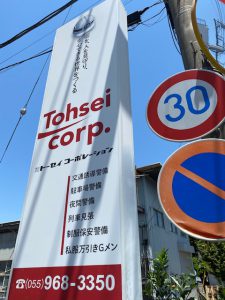 Tohsei
corp.
トーセイ コーポレーション
交通誘導警備
駐車場警備
夜間警備
列車見張
制服保安警備
私服万引きGメン
☎(055)968-3350
30